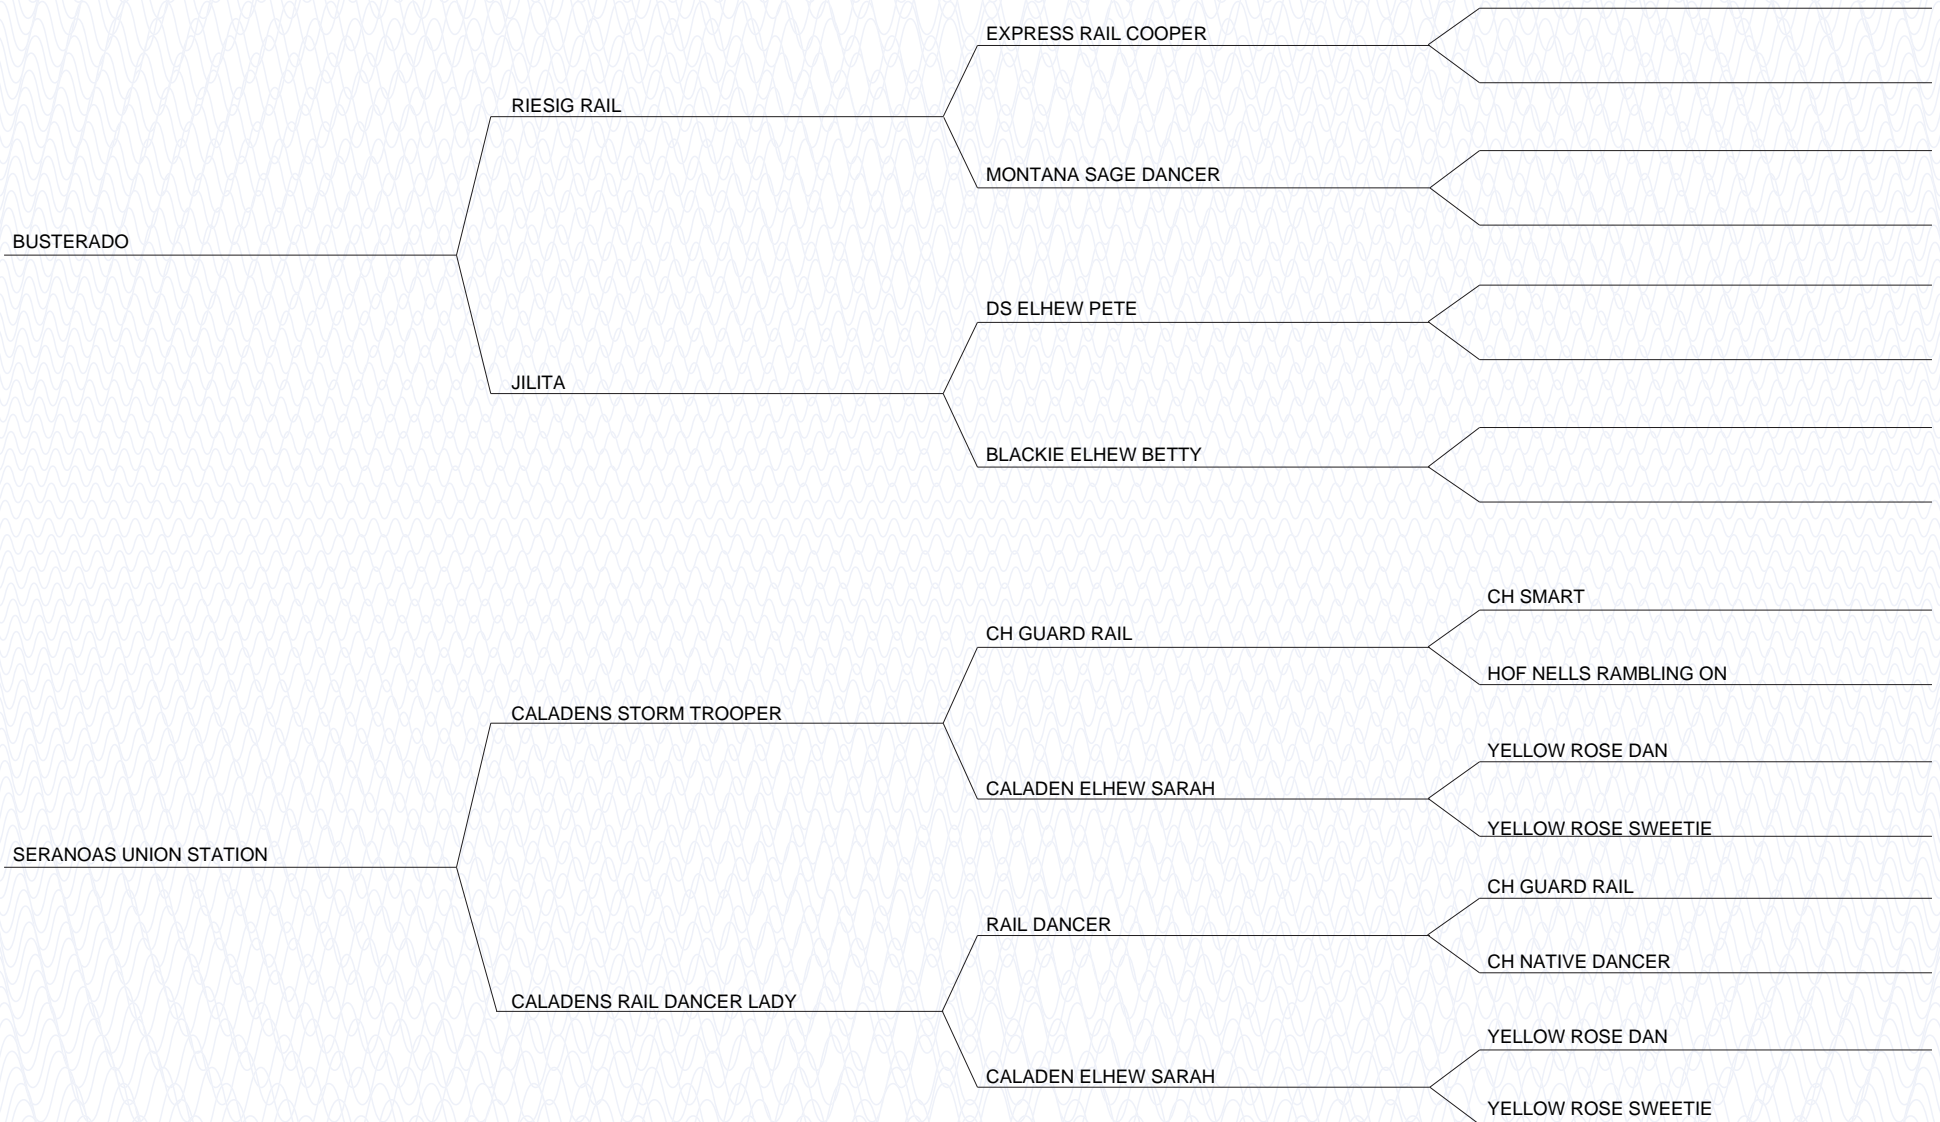 EXPRESS RAIL COOPER
RIESIG RAIL
MONTANA SAGE DANCER
BUSTERADO
DS ELHEW PETE
JILITA
BLACKIE ELHEW BETTY
CH SMART
CH GUARD RAIL
HOF NELLS RAMBLING ON
CALADENS STORM TROOPER
YELLOW ROSE DAN
CALADEN ELHEW SARAH
YELLOW ROSE SWEETIE
SERANOAS UNION STATION
CH GUARD RAIL
RAIL DANCER
CH NATIVE DANCER
CALADENS RAIL DANCER LADY
YELLOW ROSE DAN
CALADEN ELHEW SARAH
YELLOW ROSE SWEETIE